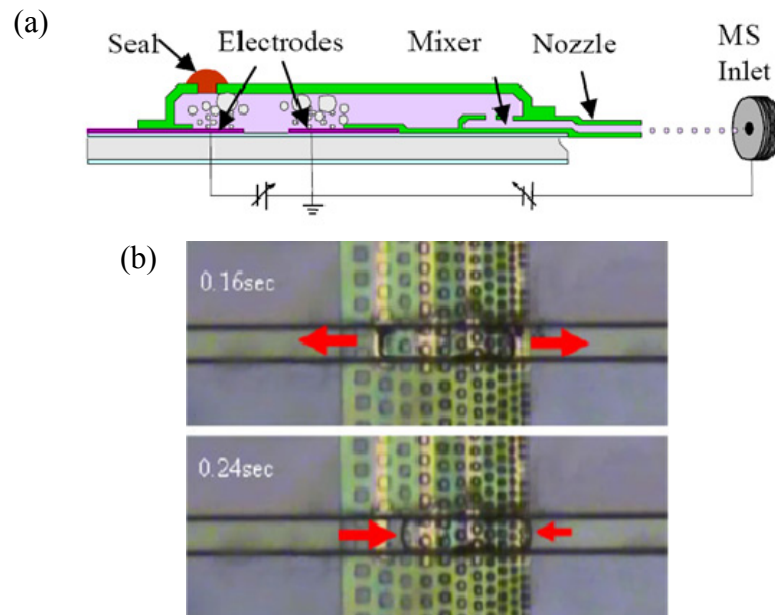 (a)
Seal
Electrodes
Mixer
Nozzle
MS
Inlet
(b)
0.16sec
0.24sec